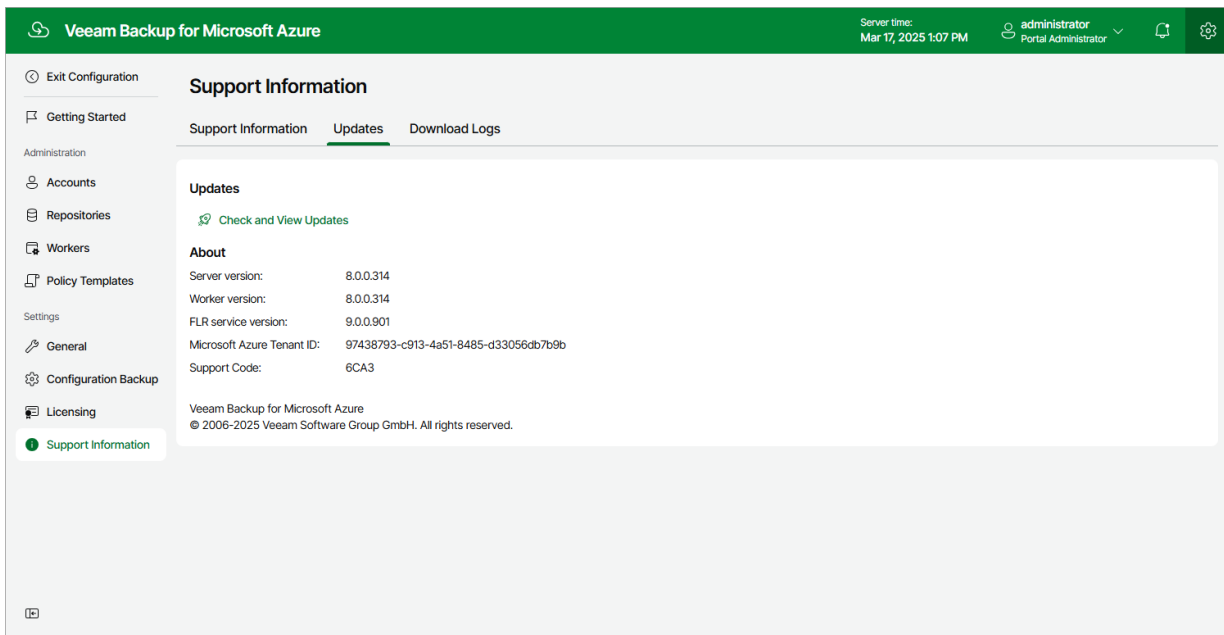 Veeam Backup for Microsoft Azure
Server time:
Mar 17, 2025 1:07 PM
administrator
Portal Administrator
Exit Configuration
Getting Started
Administration
Accounts
Repositories
Workers
Policy Templates
Settings
General
Configuration Backup
Licensing
Support Information
Support Information
Support Information Updates Download Logs
Updates
Check and View Updates
About
Server version: 8.0.0.314
Worker version: 8.0.0.314
FLR service version: 9.0.0.901
Microsoft Azure Tenant ID: 97438793-c913-4a51-8485-d33056db7b9b
Support Code: 6CA3
Veeam Backup for Microsoft Azure
© 2006-2025 Veeam Software Group GmbH. All rights reserved.